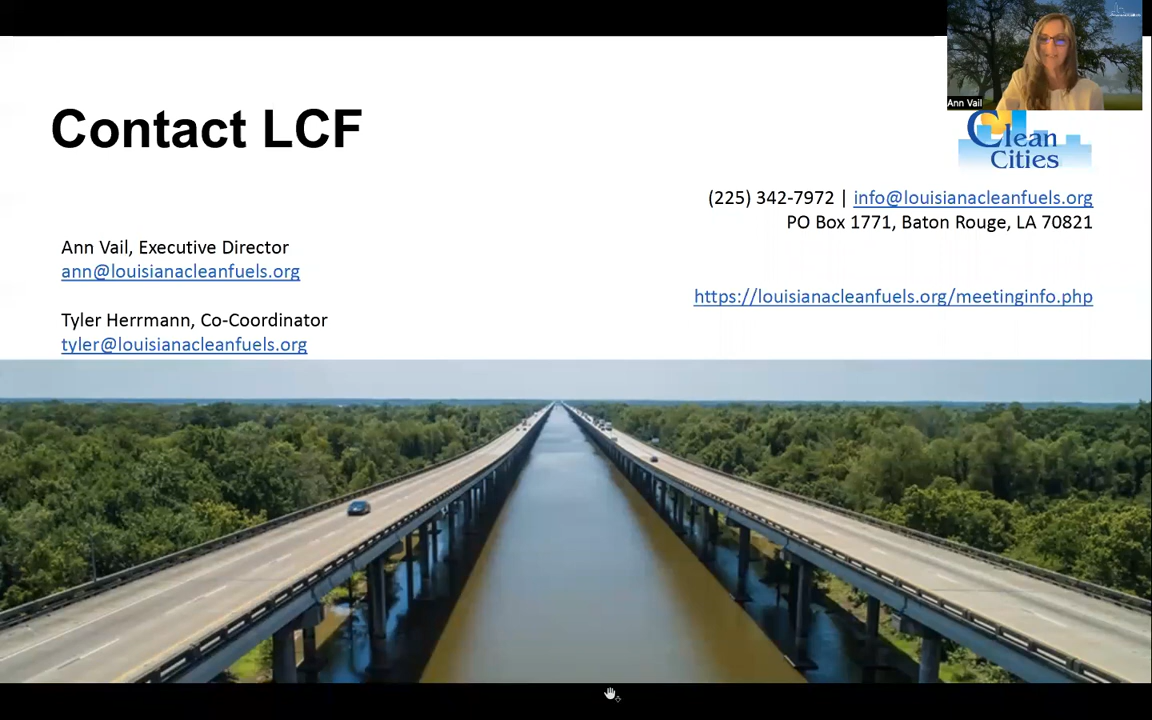 Ann Vail
Contact LCF
Clean
Cities
(225) 342-7972 | info@louisianacleanfuels.org
PO Box 1771, Baton Rouge, LA 70821
Ann Vail, Executive Director
ann@louisianacleanfuels.org
https://louisianacleanfuels.org/meetinginfo.php
Tyler Herrmann, Co-Coordinator
tyler@louisianacleanfuels.org